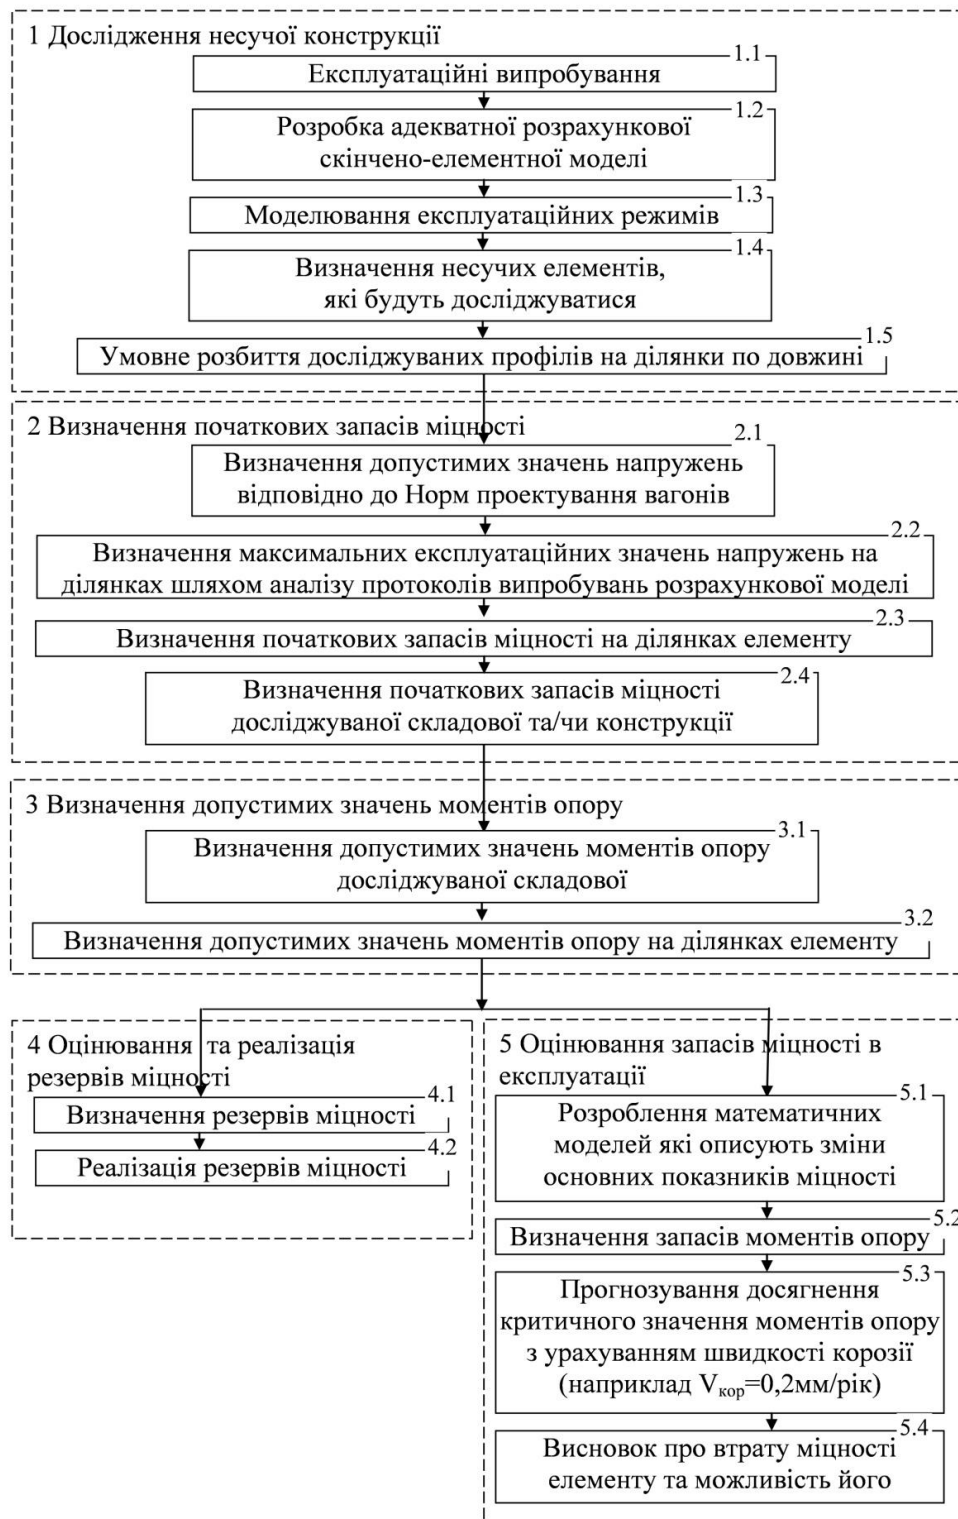 1 Дослідження несучої конструкції
1.1
Експлуатаційні випробування
1.2
Розробка адекватної розрахункової
скінчено-елементної моделі
1.3
Моделювання експлуатаційних режимів
1.4
Визначення несучих елементів,
які будуть досліджуватися
1.5
Умовне розбиття досліджуваних профілів на ділянки по довжині
2 Визначення початкових запасів міцності
2.1
Визначення допустимих значень напружень
відповідно до Норм проектування вагонів
2.2
Визначення максимальних експлуатаційних значень напружень на
ділянках шляхом аналізу протоколів випробувань розрахункової моделі
2.3
Визначення початкових запасів міцності на ділянках елементу
2.4
Визначення початкових запасів міцності
досліджуваної складової та/чи конструкції
3 Визначення допустимих значень моментів опору
3.1
Визначення допустимих значень моментів опору
досліджуваної складової
3.2
Визначення допустимих значень моментів опору на ділянках елементу
4 Оцінювання та реалізація
резервів міцності
4.1
Визначення резервів міцності
4.2
Реалізація резервів міцності
5 Оцінювання запасів міцності в
експлуатації
5.1
Розроблення математичних
моделей які описують зміни
основних показників міцності
5.2
Визначення запасів моментів опору
5.3
Прогнозування досягнення
критичного значення моментів опору
з урахуванням швидкості корозії
(наприклад Vкор=0,2мм/рік)
5.4
Висновок про втрату міцності
елементу та можливість його